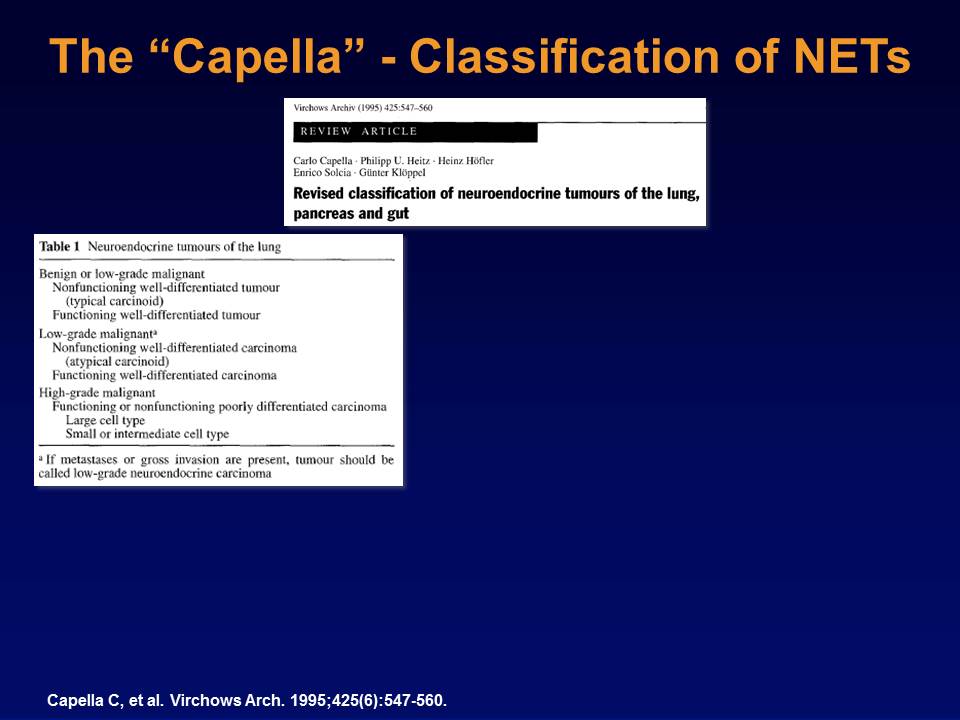 The “Capella” - Classification of NETs
Virchows Archiv (1995) 425:547–560
REVIEW ARTICLE
Carlo Capella · Philipp U. Heitz · Heinz Höfler
Enrico Solcia · Günter Klöppel
Revised classification of neuroendocrine tumours of the lung,
pancreas and gut
Table 1 Neuroendocrine tumours of the lung
Benign or low-grade malignant
Nonfunctioning well-differentiated tumour
(typical carcinoid)
Functioning well-differentiated tumour
Low-grade malignantª
Nonfunctioning well-differentiated carcinoma
(atypical carcinoid)
Functioning well-differentiated carcinoma
High-grade malignant
Functioning or nonfunctioning poorly differentiated carcinoma
Large cell type
Small or intermediate cell type
ª If metastases or gross invasion are present, tumour should be
called low-grade neuroendocrine carcinoma
Capella C, et al. Virchows Arch. 1995;425(6):547-560.